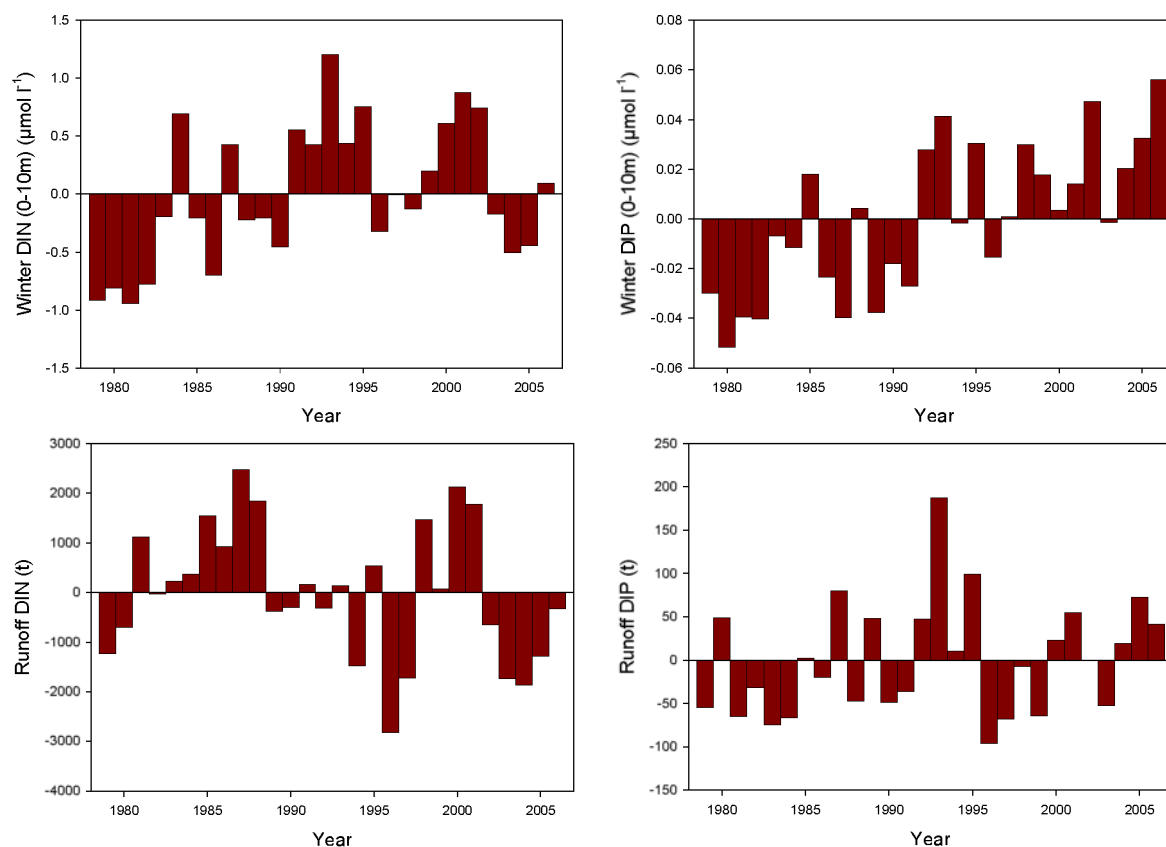 1.5
1.0
0.5
0.0
-0.5
-1.0
-1.5
Winter DIN (0-10m) (µmol l⁻¹)
1980 1985 1990 1995 2000 2005
Year
0.08
0.06
0.04
0.02
0.00
-0.02
-0.04
-0.06
Winter DIP (0-10m) (µmol l⁻¹)
1980 1985 1990 1995 2000 2005
Year
3000
2000
1000
0
-1000
-2000
-3000
-4000
Runoff DIN (t)
1980 1985 1990 1995 2000 2005
Year
250
200
150
100
50
0
-50
-100
-150
Runoff DIP (t)
1980 1985 1990 1995 2000 2005
Year